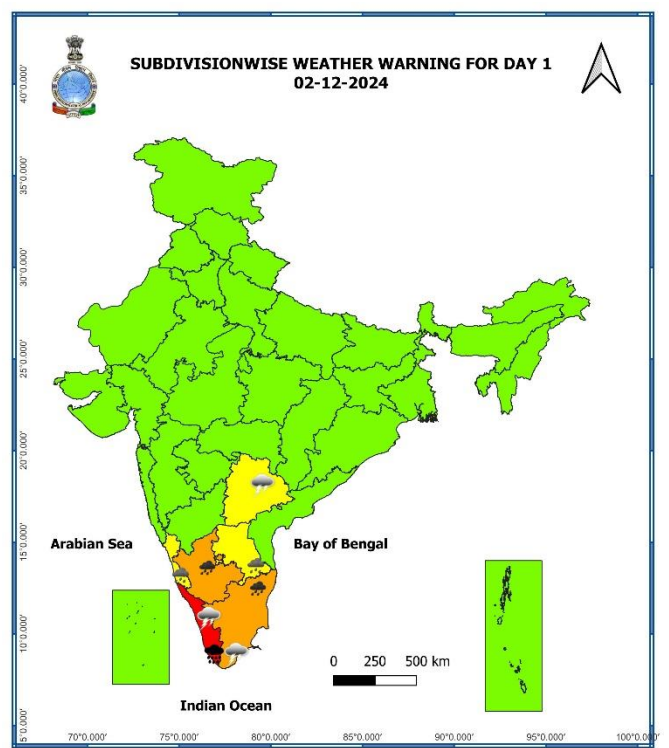 SUBDIVISIONWISE WEATHER WARNING FOR DAY 1
02-12-2024
40°0.000'
35°0.000'
30°0.000'
25°0.000'
20°0.000'
Arabian Sea
Bay of Bengal
15°0.000'
10°0.000'
0 250 500 km
Indian Ocean
5°0.000'
70°0.000' 75°0.000' 80°0.000' 85°0.000' 90°0.000' 95°0.000' 100°0.000'